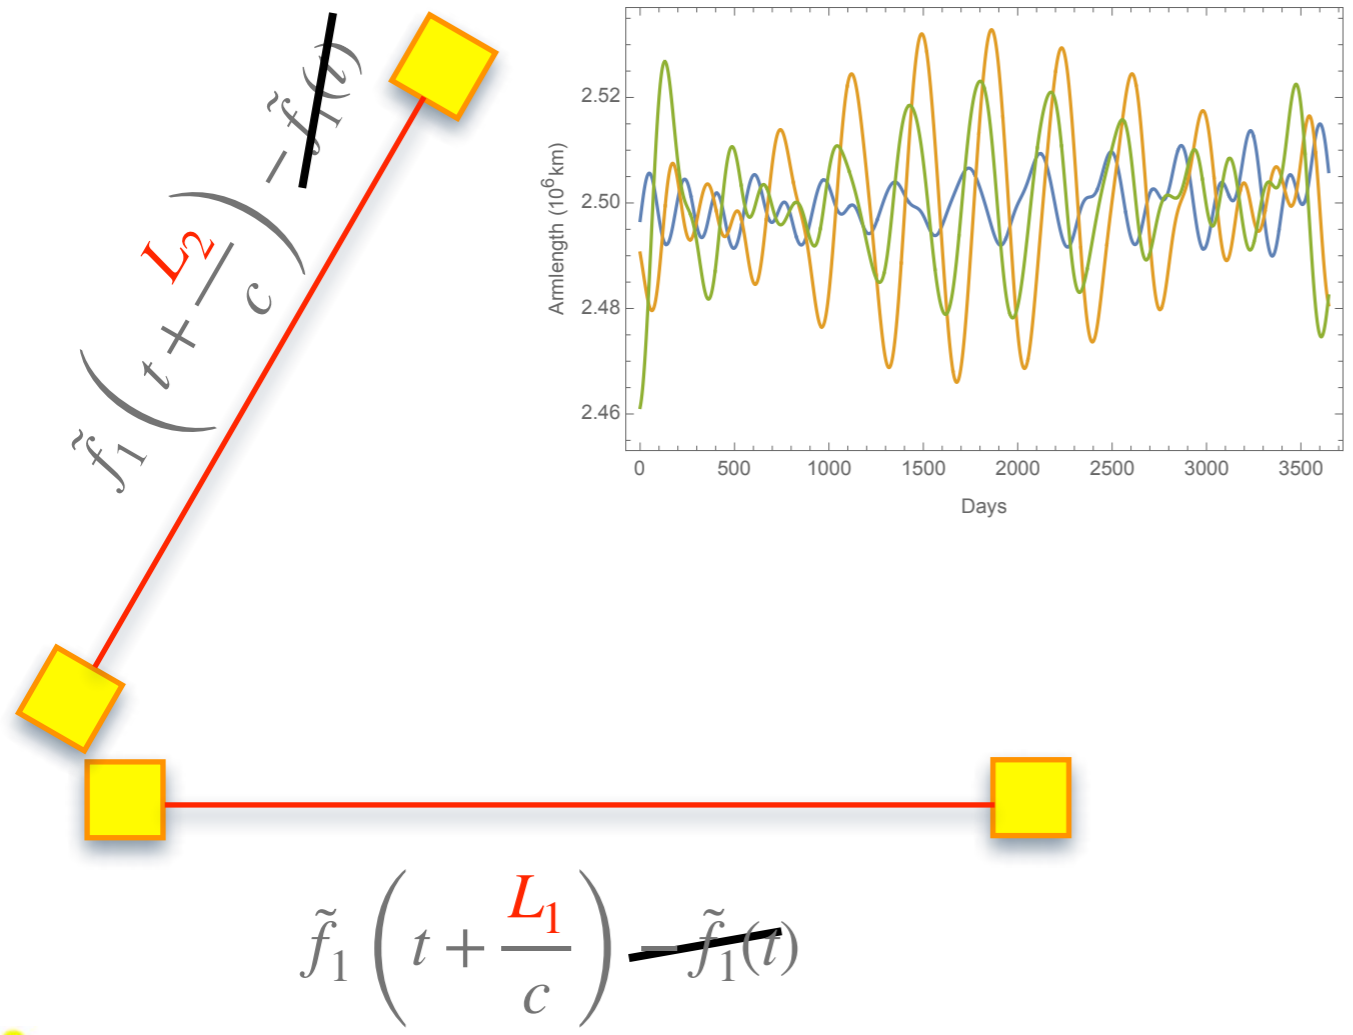 f̃₁(t + L₂/c) − f̃₁(t)
2.52
2.50
2.48
2.46
Armlength (10⁶km)
0 500 1000 1500 2000 2500 3000 3500
Days
f̃₁(t + L₁/c) − f̃₁(t)